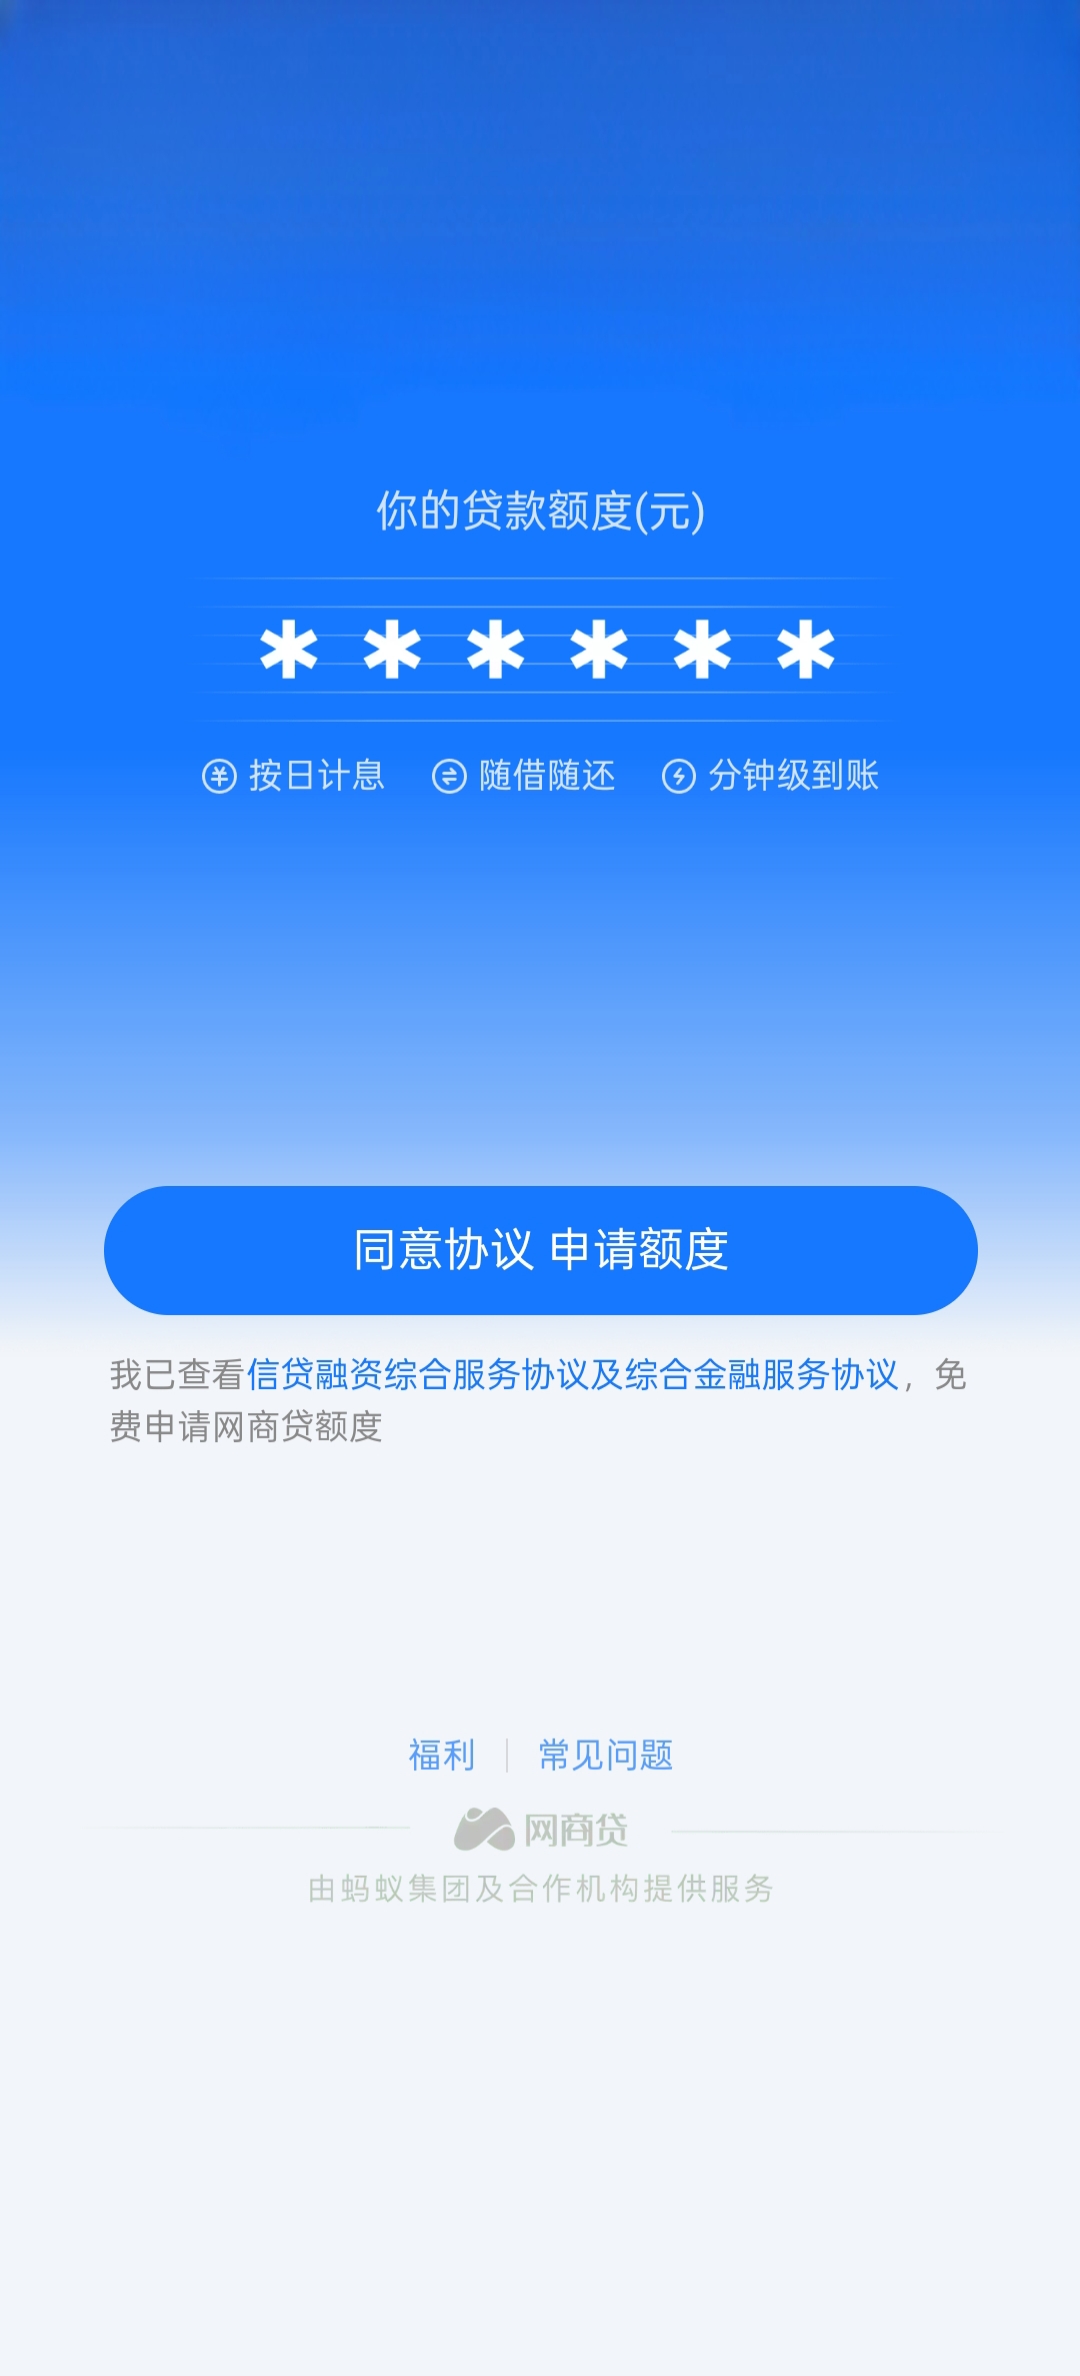 你的贷款额度(元)
******
按日计息 随借随还 分钟级到账
同意协议 申请额度
我已查看信贷融资综合服务协议及综合金融服务协议，免
费申请网商贷额度
福利 | 常见问题
网商贷
由蚂蚁集团及合作机构提供服务